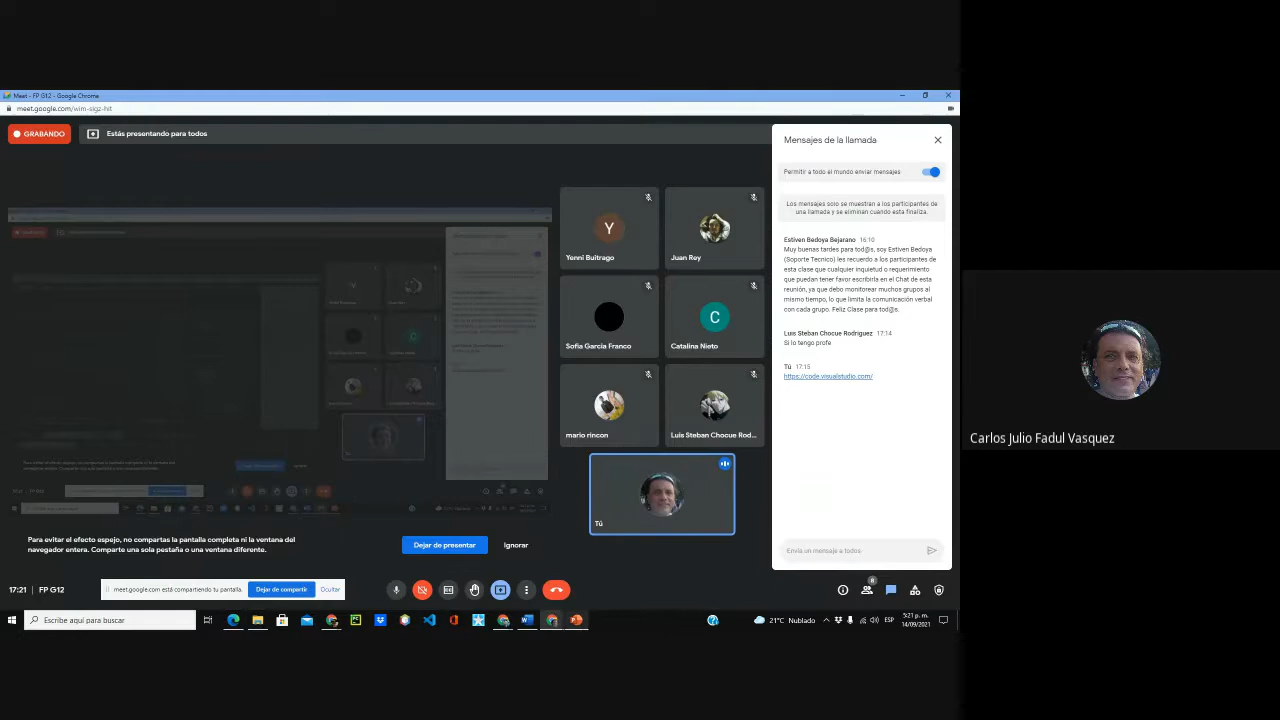 Meet - FP G12 - Google Chrome
meet.google.com/wim-sigz-hit
GRABANDO
Estás presentando para todos
Yenni Buitrago
Juan Rey
Sofia Garcia Franco
Catalina Nieto
mario rincon
Luis Steban Chocue Rod...
Tú
Y
C
Mensajes de la llamada
Permitir a todo el mundo enviar mensajes
Los mensajes solo se muestran a los participantes de
una llamada y se eliminan cuando esta finaliza.
Estiven Bedoya Bejarano 16:10
Muy buenas tardes para tod@s, soy Estiven Bedoya
(Soporte Tecnico) les recuerdo a los participantes de
esta clase que cualquier inquietud o requerimiento
que puedan tener favor escribirla en el Chat de esta
reunión, ya que debo monitorear muchos grupos al
mismo tiempo, lo que limita la comunicación verbal
con cada grupo. Feliz Clase para tod@s.
Luis Steban Chocue Rodriguez 17:14
Si lo tengo profe
Tú 17:15
https://code.visualstudio.com/
Envía un mensaje a todos
Para evitar el efecto espejo, no compartas la pantalla completa ni la ventana del
navegador entera. Comparte una sola pestaña o una ventana diferente.
Dejar de presentar
Ignorar
17:21 FP G12
meet.google.com está compartiendo tu pantalla.
Dejar de compartir
Ocultar
8
Escribe aquí para buscar
21°C Nublado
ESP
5:21 p. m.
14/09/2021
Carlos Julio Fadul Vasquez